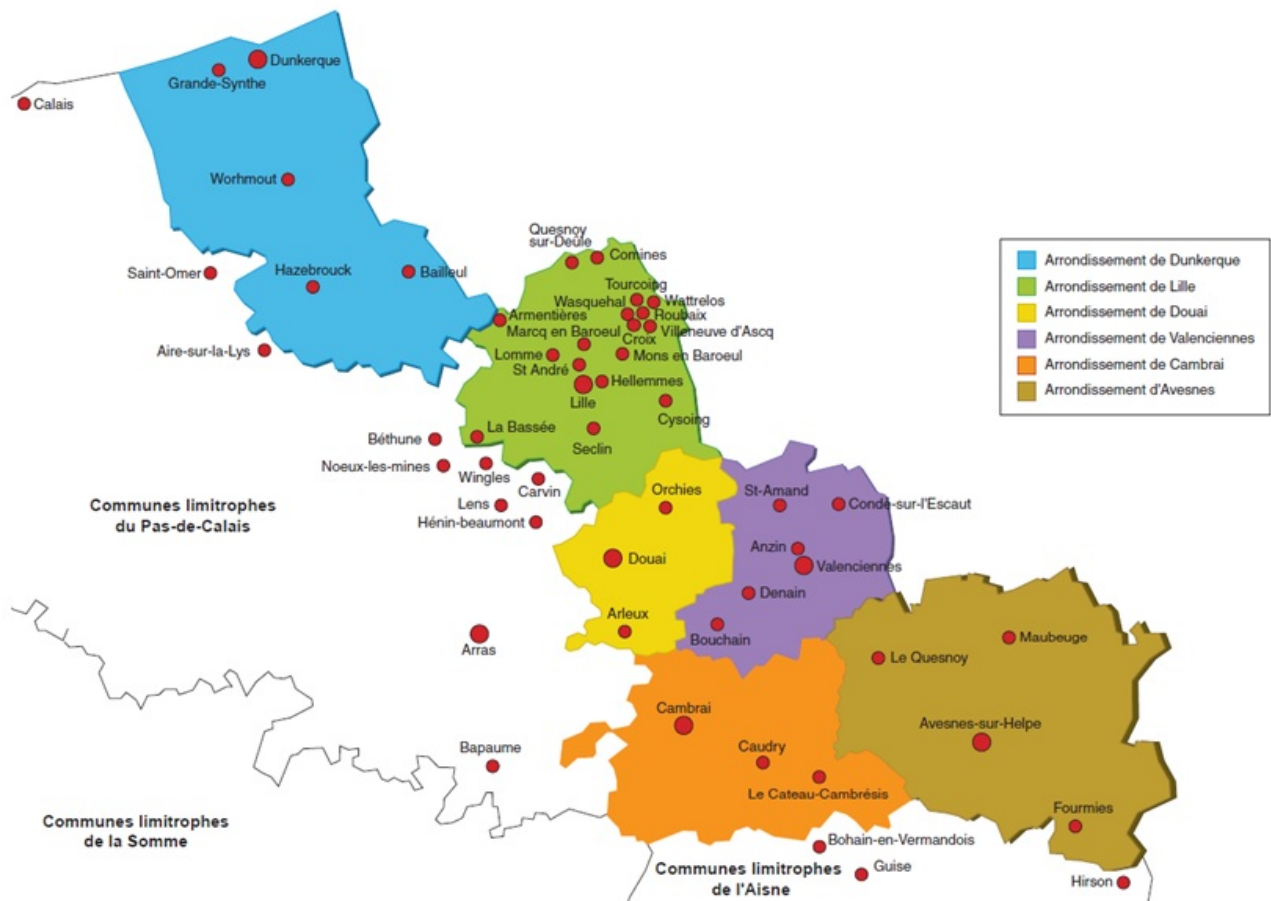 Dunkerque
Grande-Synthe
Calais
Worhmout
Saint-Omer
Hazebrouck
Bailleul
Aire-sur-la-Lys
Quesnoy
sur-Deûle
Comines
Tourcoipg
Wasquehal
Wattrelos
Armentières
Roubaix
Marcq en Baroeul
Villeneuve d'Ascq
Croix
Lomme
Mons en Baroeul
St André
Hellemmes
Lille
Cysoing
La Bassée
Seclin
Béthune
Noeux-les-mines
Wingles
Carvin
Lens
Hénin-beaumont
Communes limitrophes
du Pas-de-Calais
Orchies
St-Amand
Condé-sur-l'Escaut
Douai
Anzin
Valenciennes
Denain
Arleux
Bouchain
Arras
Maubeuge
Le Quesnoy
Cambrai
Avesnes-sur-Helpe
Caudry
Le Cateau-Cambrésis
Bapaume
Fourmies
Communes limitrophes
de la Somme
Bohain-en-Vermandois
Communes limitrophes
de l'Aisne
Guise
Hirson
Arrondissement de Dunkerque
Arrondissement de Lille
Arrondissement de Douai
Arrondissement de Valenciennes
Arrondissement de Cambrai
Arrondissement d'Avesnes